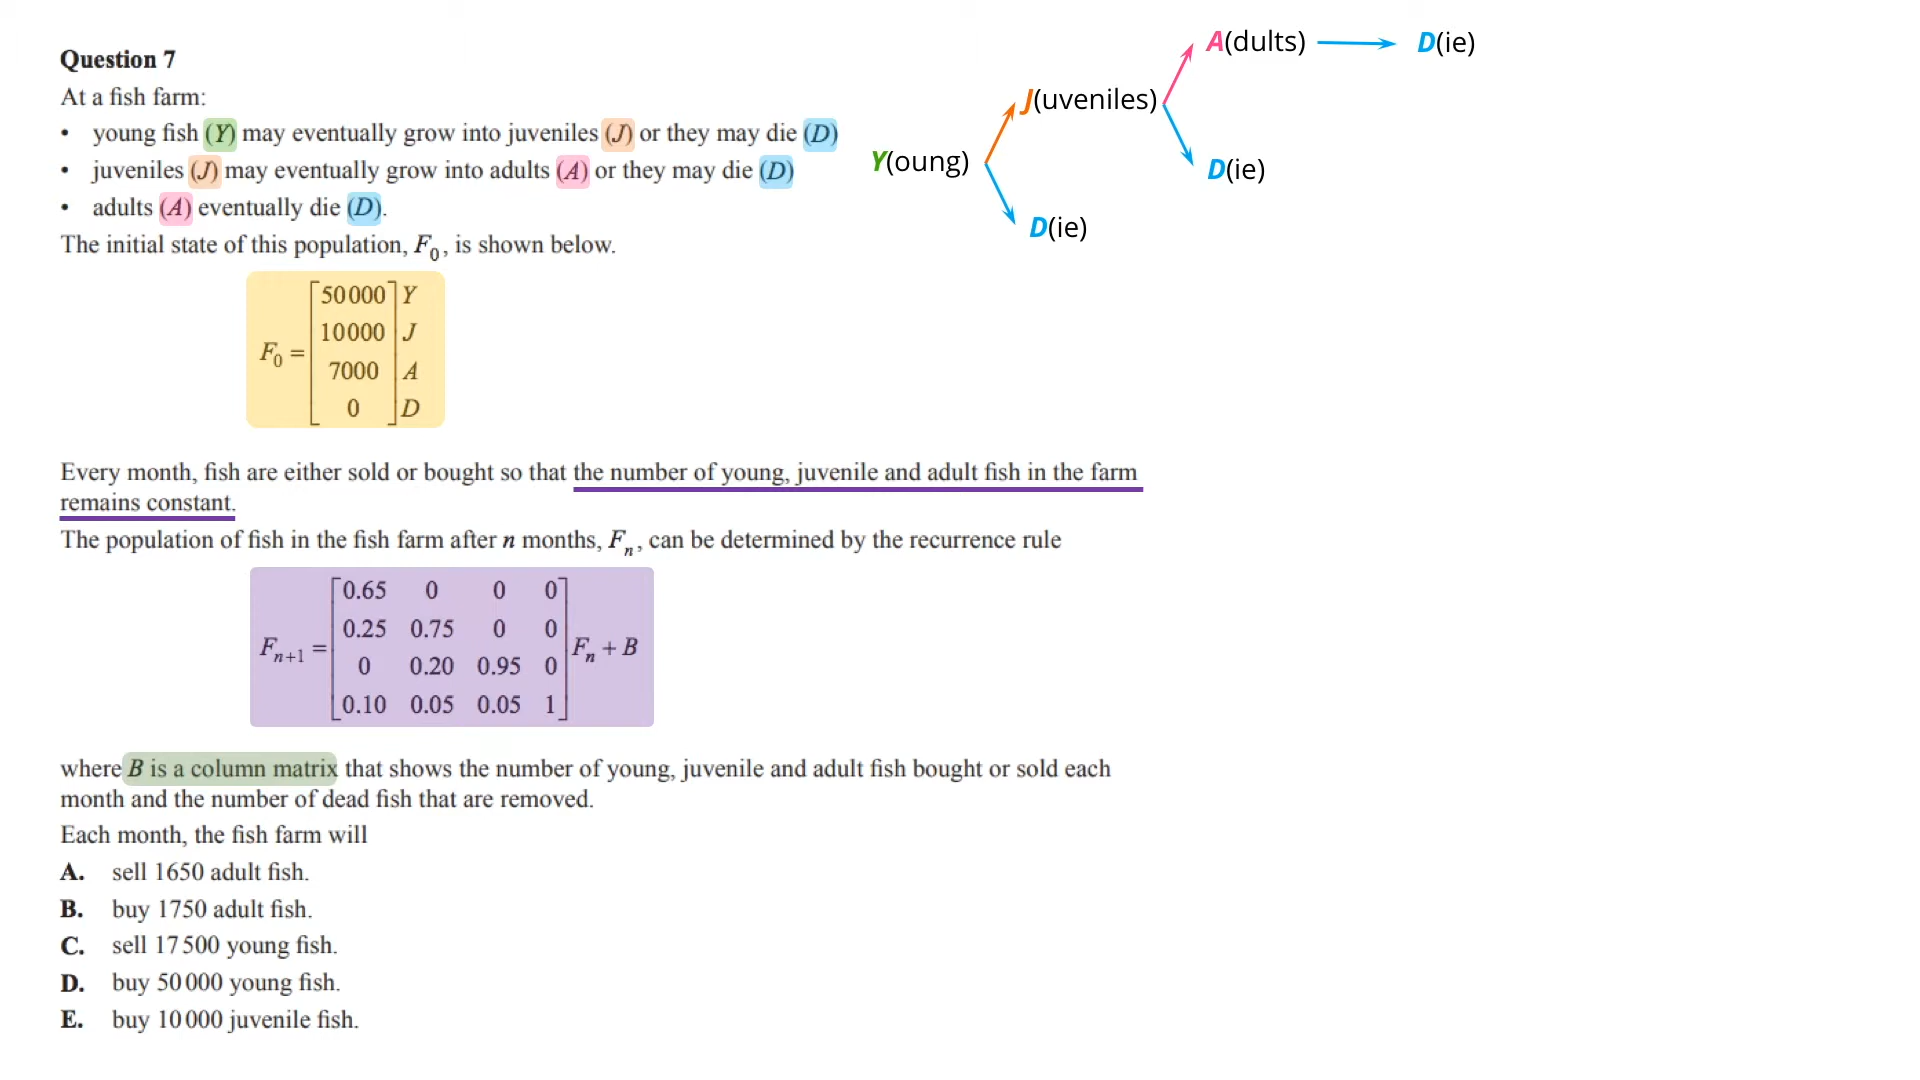 Question 7
At a fish farm:
• young fish (Y) may eventually grow into juveniles (J) or they may die (D)
• juveniles (J) may eventually grow into adults (A) or they may die (D)
• adults (A) eventually die (D).
The initial state of this population, F0, is shown below.
F0 =
50 000 Y
10000 J
7000 A
0 D
Every month, fish are either sold or bought so that the number of young, juvenile and adult fish in the farm
remains constant.
The population of fish in the fish farm after n months, Fn, can be determined by the recurrence rule
Fn+1 =
0.65 0 0 0
0.25 0.75 0 0
0 0.20 0.95 0
0.10 0.05 0.05 1
Fn + B
where B is a column matrix that shows the number of young, juvenile and adult fish bought or sold each
month and the number of dead fish that are removed.
Each month, the fish farm will
A. sell 1650 adult fish.
B. buy 1750 adult fish.
C. sell 17 500 young fish.
D. buy 50 000 young fish.
E. buy 10 000 juvenile fish.
Y(oung)
J(uveniles)
D(ie)
A(dults)
D(ie)
D(ie)